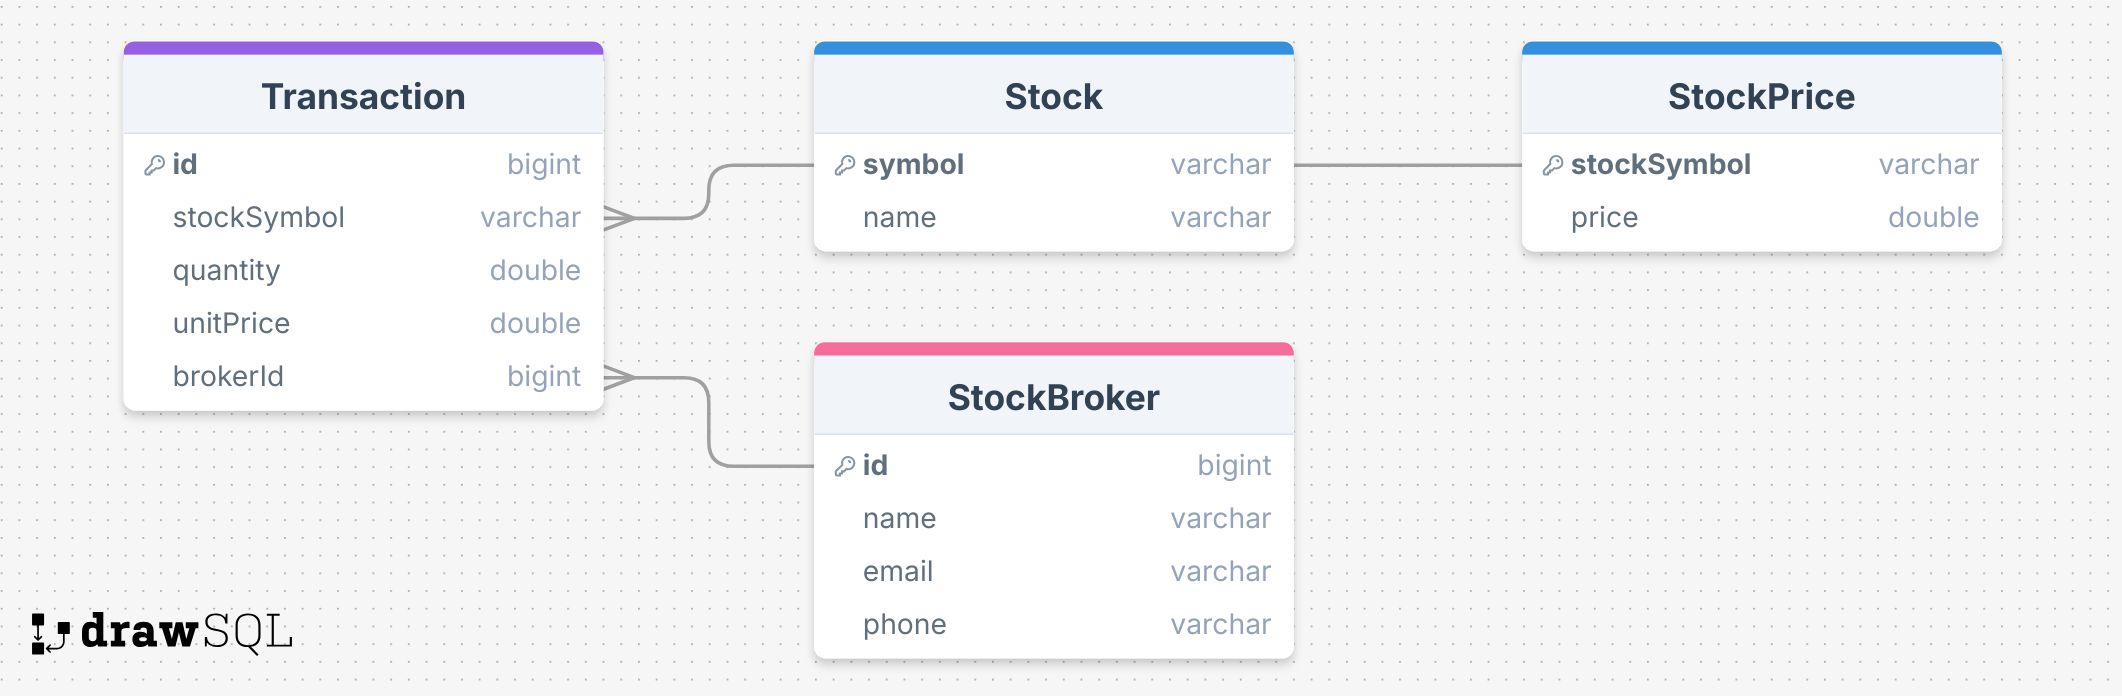 Transaction
id bigint
stockSymbol varchar
quantity double
unitPrice double
brokerId bigint
Stock
symbol varchar
name varchar
StockPrice
stockSymbol varchar
price double
StockBroker
id bigint
name varchar
email varchar
phone varchar
drawSQL